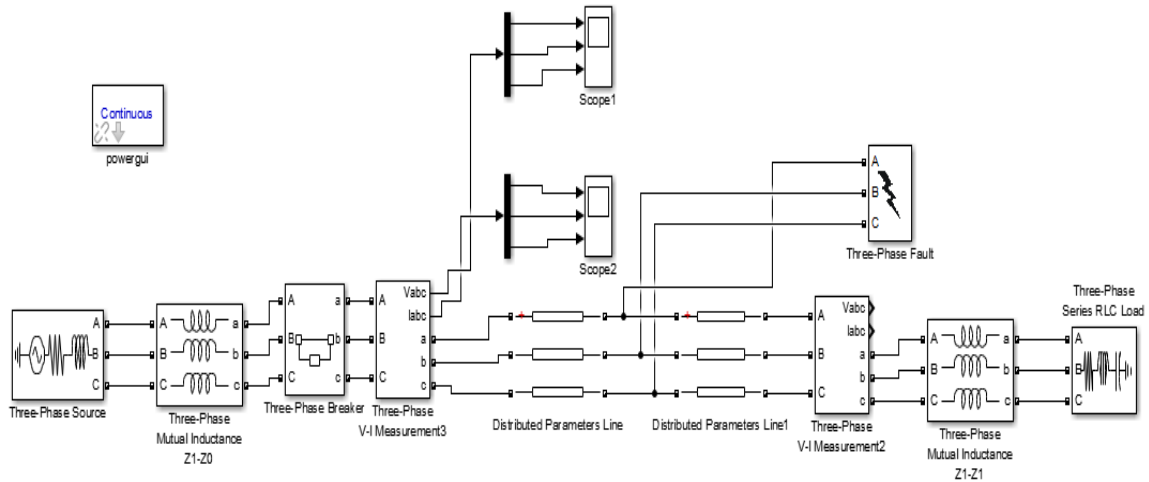 Scope1
Continuous
powergui
Scope2
A
B
C
Three-Phase Fault
A
B
C
Three-Phase Source
A
B
C
a
b
c
Three-Phase
Mutual Inductance
Z1-Z0
A
B
C
a
b
c
Three-Phase Breaker
A
B
C
Vabc
Iabc
a
b
c
Three-Phase
V-I Measurement3
Distributed Parameters Line
Distributed Parameters Line1
A
B
C
Vabc
Iabc
a
b
c
Three-Phase
V-I Measurement2
A
B
C
a
b
c
Three-Phase
Mutual Inductance
Z1-Z1
Three-Phase
Series RLC Load
A
B
C